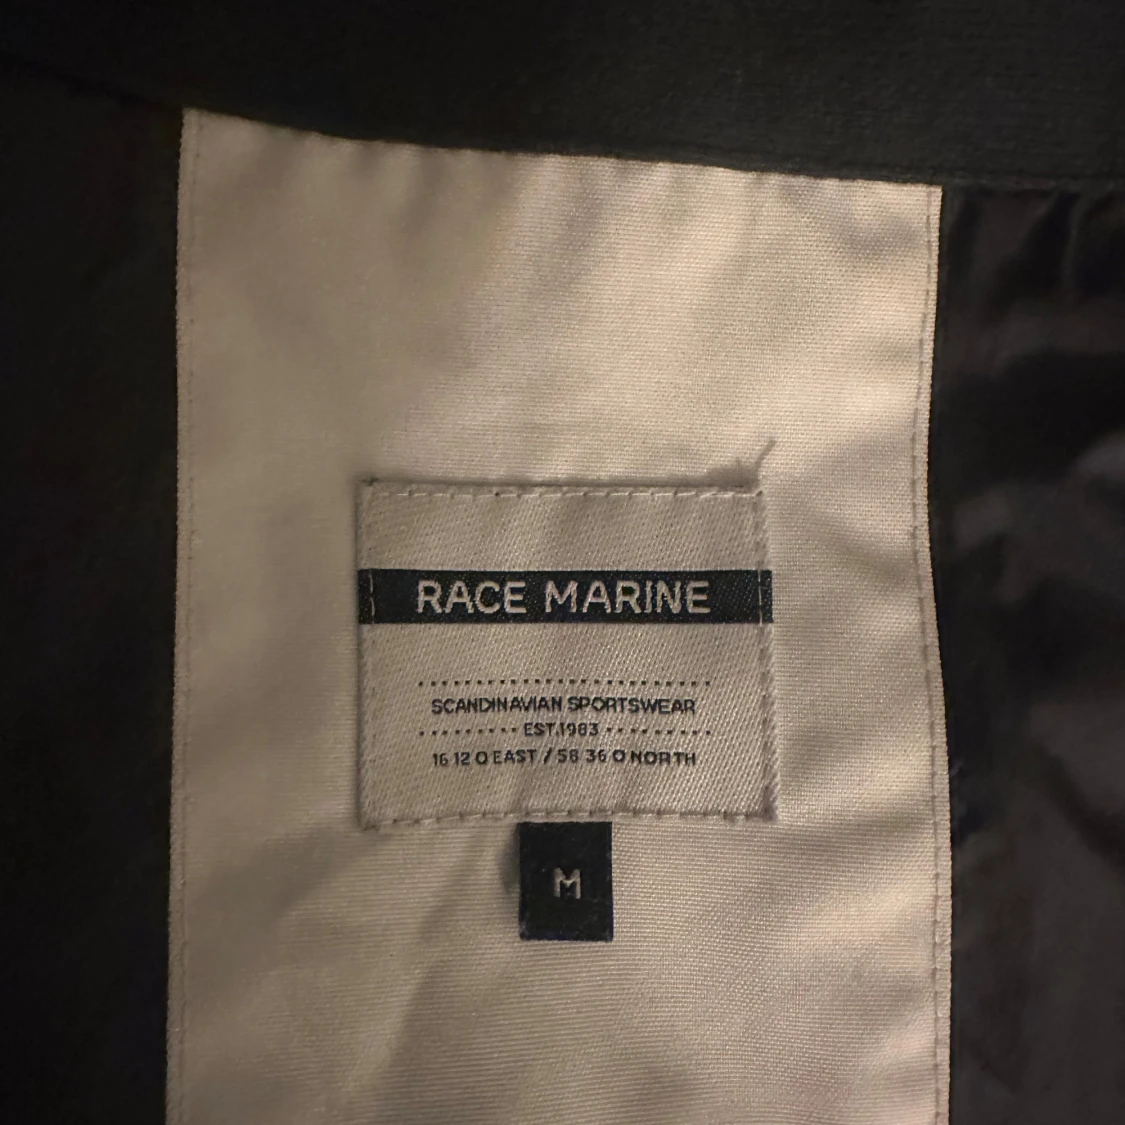 RACE MARINE
SCANDINAVIAN SPORTSWEAR
EST.1983
16 12 0 EAST / 58 36 0 NORTH
M